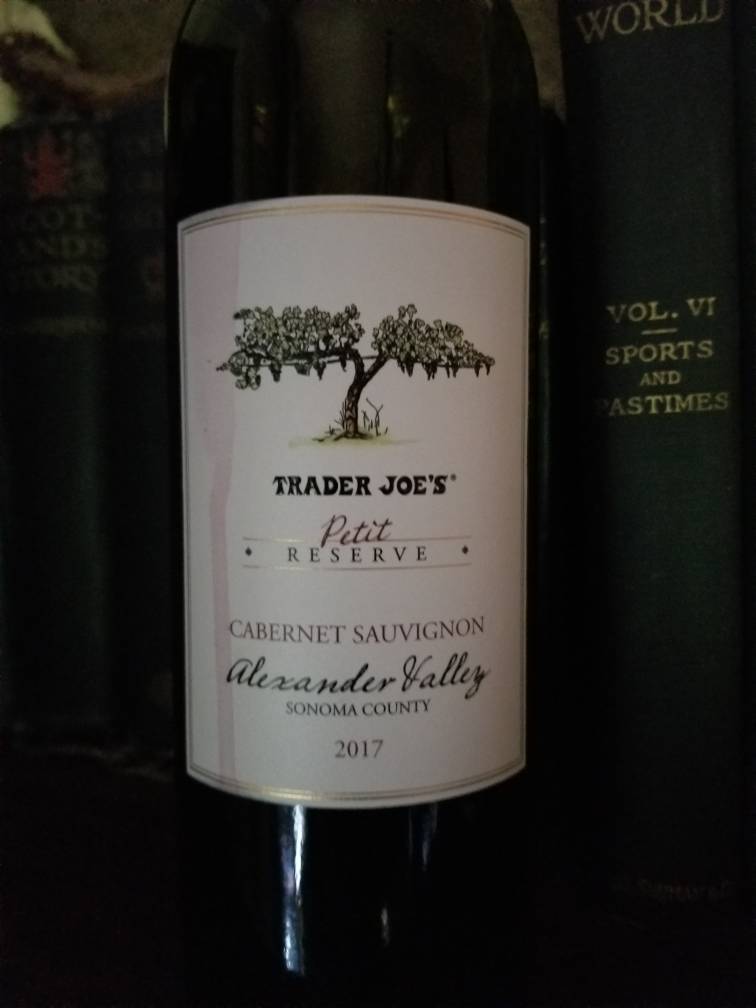 TRADER JOE'S®
Petit
RESERVE
CABERNET SAUVIGNON
Alexander Valley
SONOMA COUNTY
2017
WORLD
VOL. VI
SPORTS
AND
PASTIMES